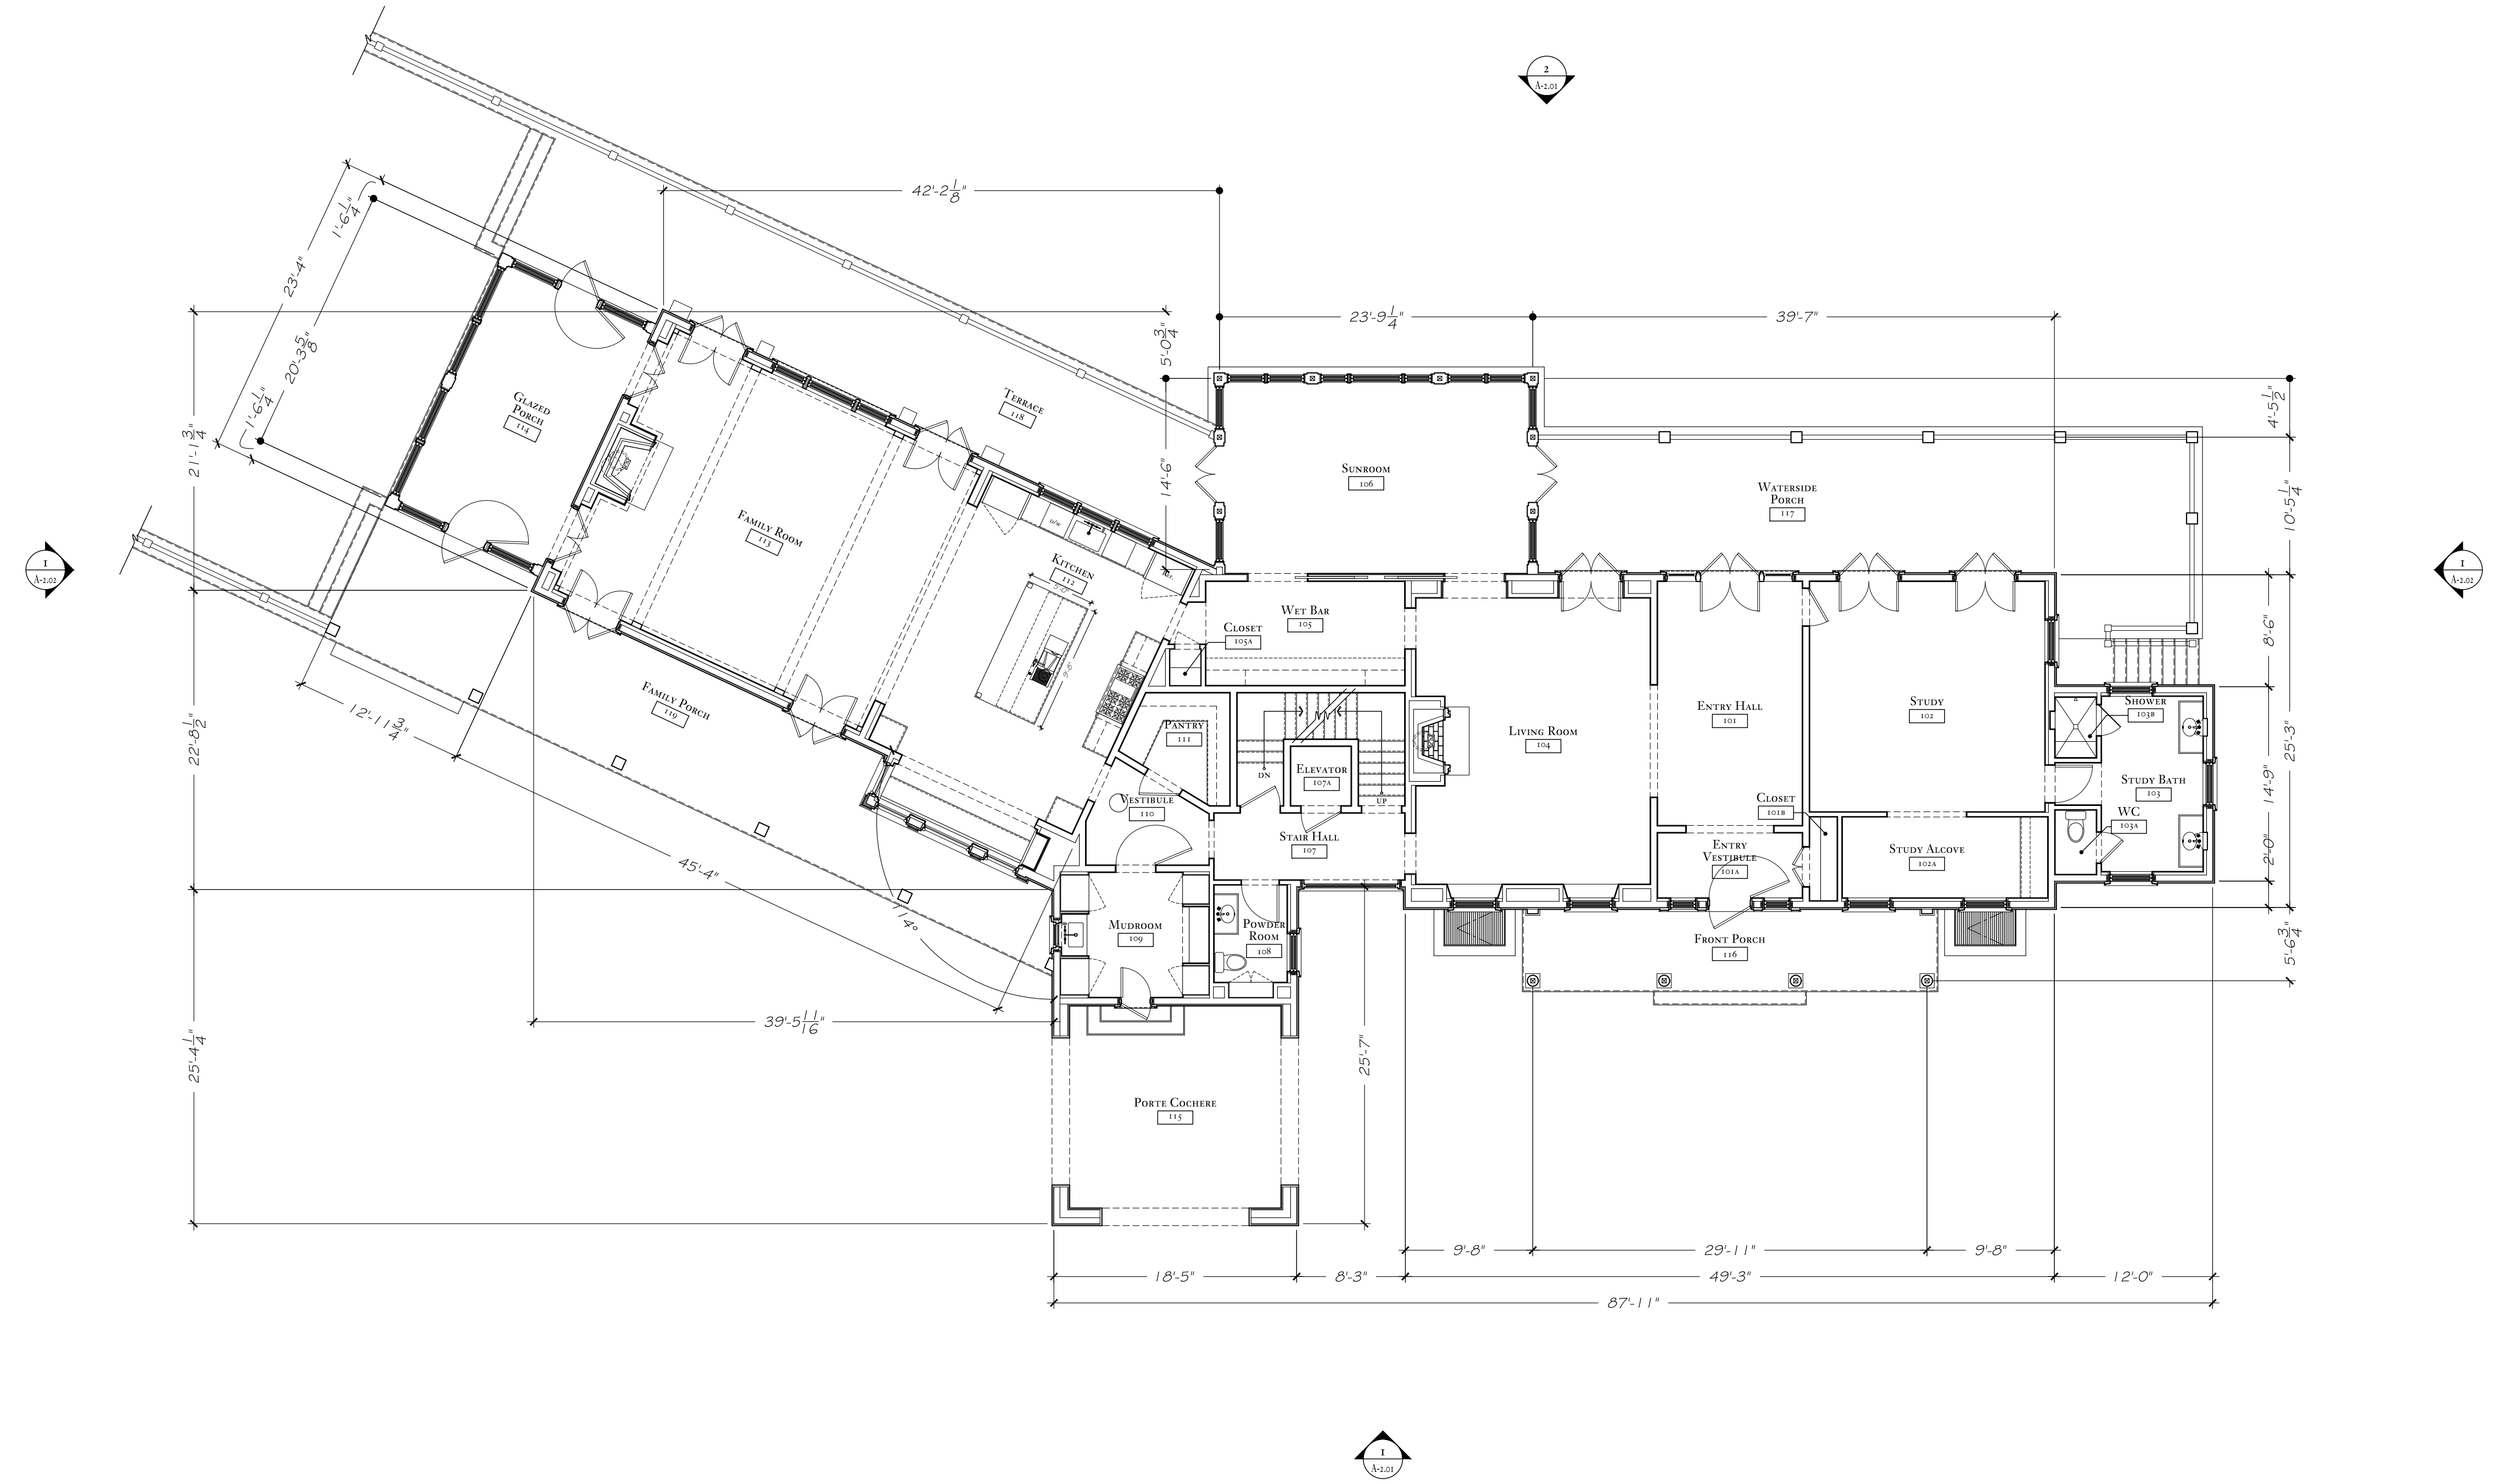 2
A-2.01
42'-2 1/8"
1'-6 1/4"
23'-4"
20'-3 5/8"
1'-6 1/4"
5'-0 3/4"
23'-9 1/4"
39'-7"
4'-5 1/2"
21'-1 3/4"
14'-6"
10'-5 1/4"
Glazed
Porch
114
Terrace
118
Sunroom
106
Waterside
Porch
117
Family Room
113
D/W
Kitchen
112
REF.
5'-0"
9'-8"
1
A-2.02
1
A-2.02
Wet Bar
105
Closet
105A
8'-6"
Family Porch
119
12'-11 3/4"
22'-8 1/2"
Pantry
111
Elevator
107A
DN
UP
Living Room
104
Entry Hall
101
Study
102
Shower
103B
Study Bath
103
WC
103A
25'-3"
14'-9"
2'-0"
Vestibule
110
Stair Hall
107
Closet
101B
Entry
Vestibule
101A
Study Alcove
102A
45'-4"
114°
Mudroom
109
Powder
Room
108
Front Porch
116
5'-6 3/4"
39'-5 11/16"
25'-4 1/4"
25'-7"
Porte Cochere
115
9'-8"
29'-11"
9'-8"
18'-5"
8'-3"
49'-3"
12'-0"
87'-11"
1
A-2.01